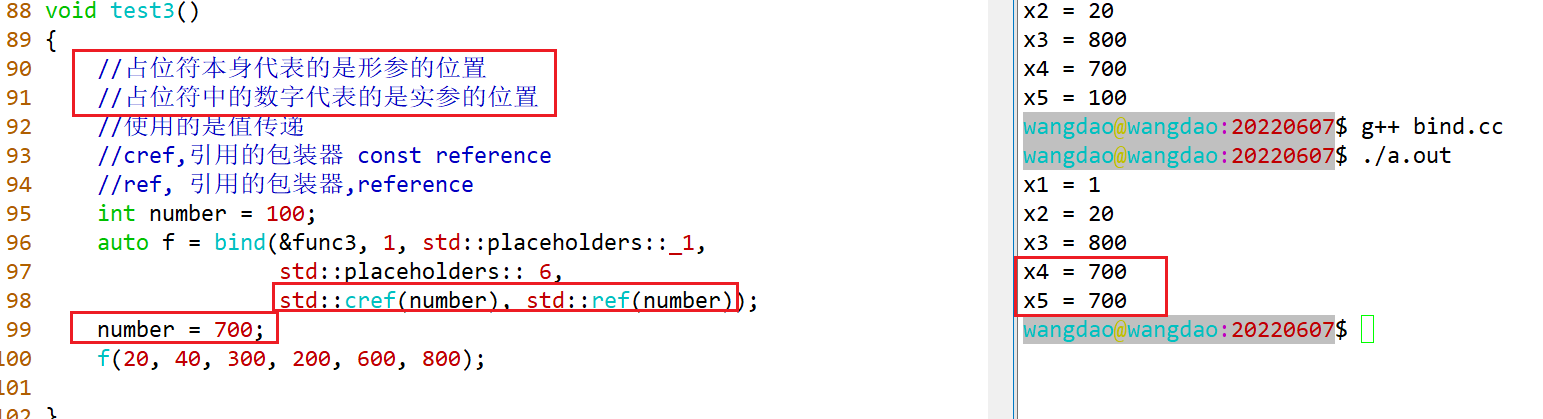 88 void test3()
89 {
90 //占位符本身代表的是形参的位置
91 //占位符中的数字代表的是实参的位置
92 //使用的是值传递
93 //cref,引用的包装器 const reference
94 //ref, 引用的包装器,reference
95 int number = 100;
96 auto f = bind(&func3, 1, std::placeholders::_1,
97 std::placeholders:: 6,
98 std::cref(number), std::ref(number));
99 number = 700;
100 f(20, 40, 300, 200, 600, 800);
101
102 }
x2 = 20
x3 = 800
x4 = 700
x5 = 100
wangdao@wangdao:20220607$ g++ bind.cc
wangdao@wangdao:20220607$ ./a.out
x1 = 1
x2 = 20
x3 = 800
x4 = 700
x5 = 700
wangdao@wangdao:20220607$